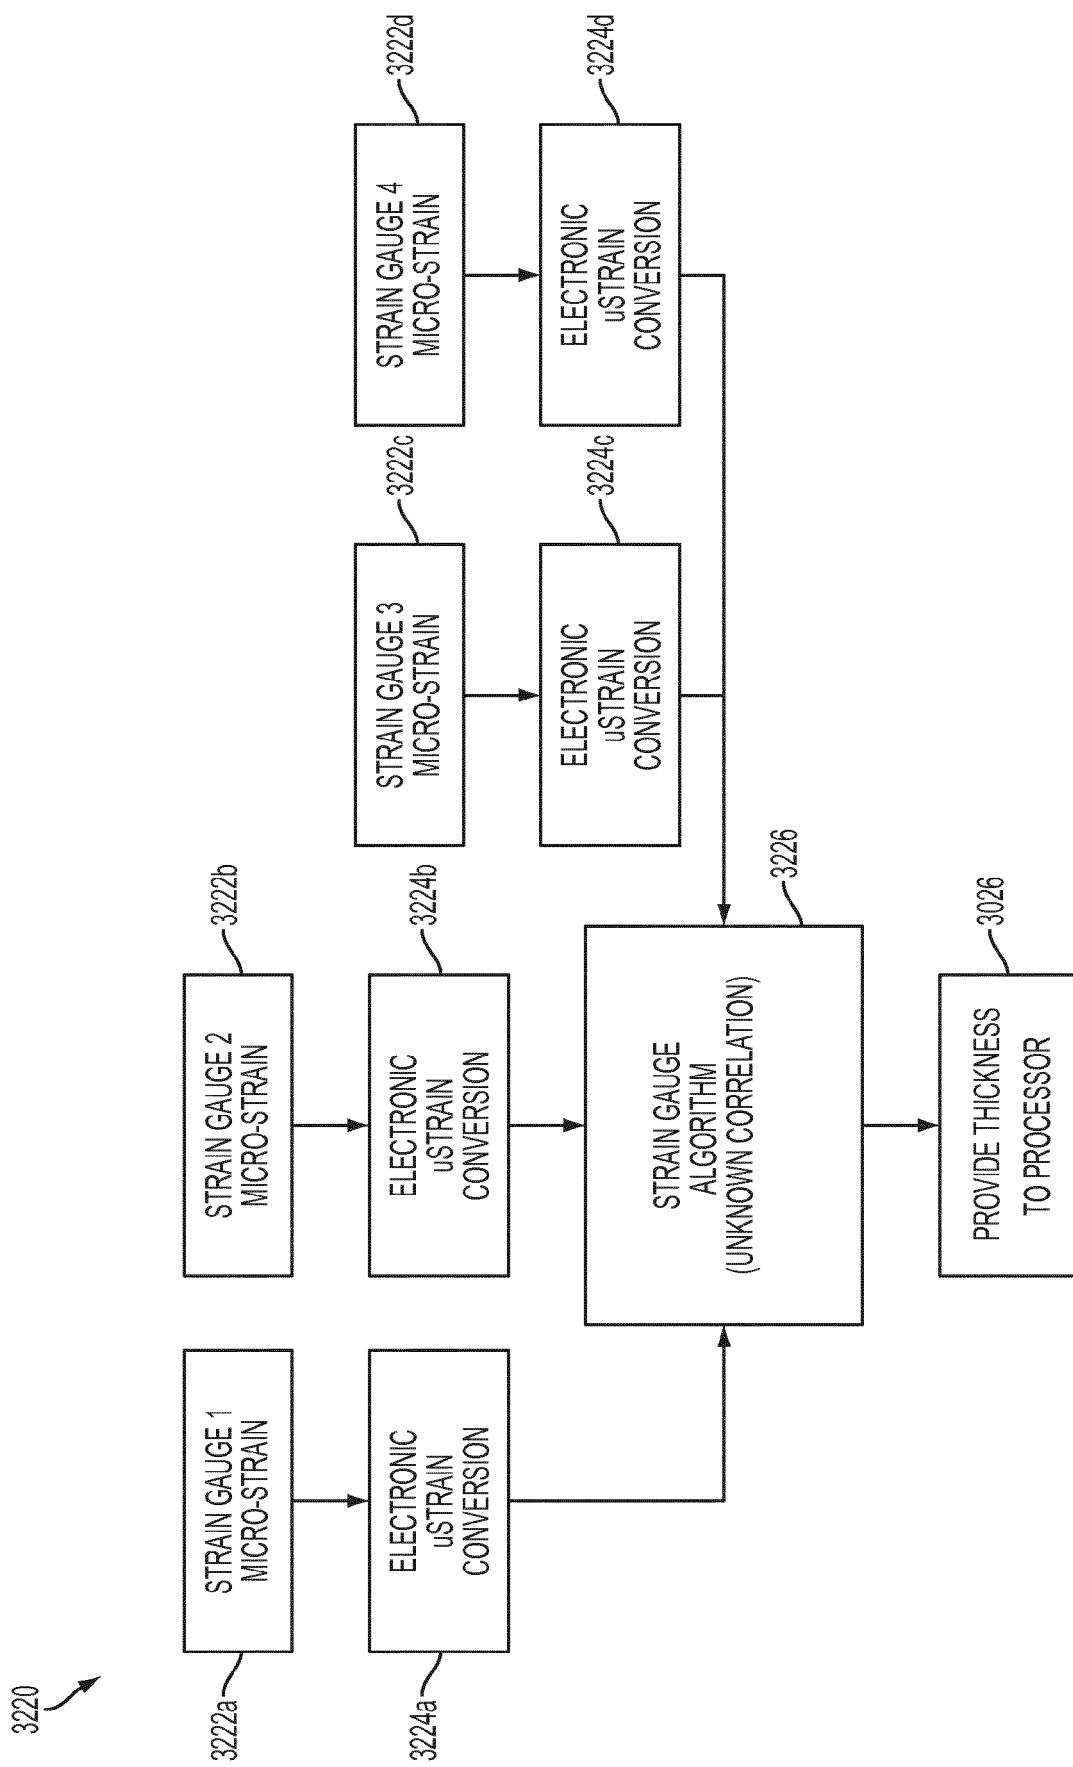 3220
3222a
STRAIN GAUGE 1
MICRO-STRAIN
3224a
ELECTRONIC
uSTRAIN
CONVERSION
3222b
STRAIN GAUGE 2
MICRO-STRAIN
3224b
ELECTRONIC
uSTRAIN
CONVERSION
3222c
STRAIN GAUGE 3
MICRO-STRAIN
3224c
ELECTRONIC
uSTRAIN
CONVERSION
3222d
STRAIN GAUGE 4
MICRO-STRAIN
3224d
ELECTRONIC
uSTRAIN
CONVERSION
3226
STRAIN GAUGE
ALGORITHM
(UNKNOWN CORRELATION)
3026
PROVIDE THICKNESS
TO PROCESSOR